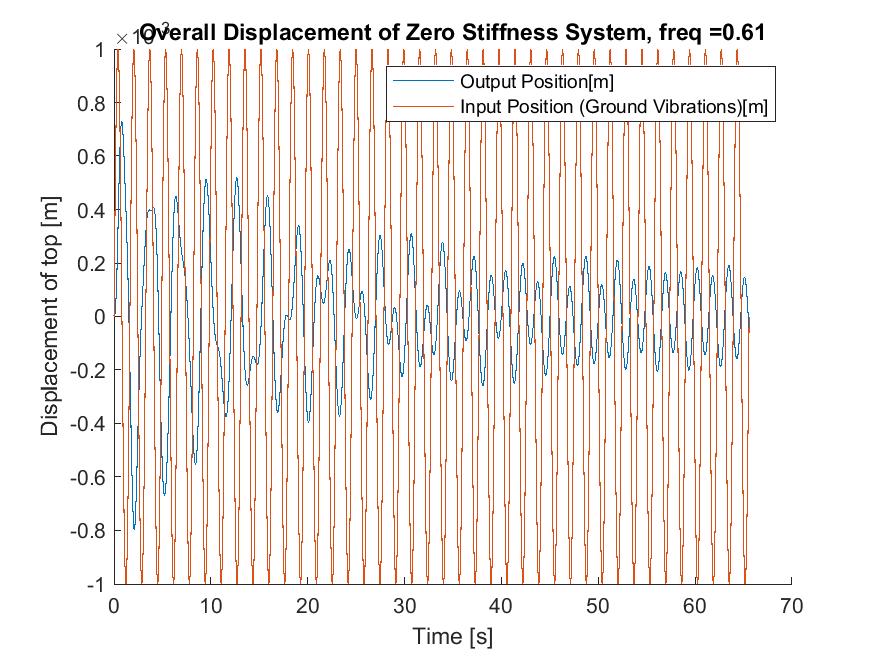 ×10-3
Overall Displacement of Zero Stiffness System, freq =0.61
Output Position[m]
Input Position (Ground Vibrations)[m]
Displacement of top [m]
1
0.8
0.6
0.4
0.2
0
-0.2
-0.4
-0.6
-0.8
-1
0 10 20 30 40 50 60 70
Time [s]